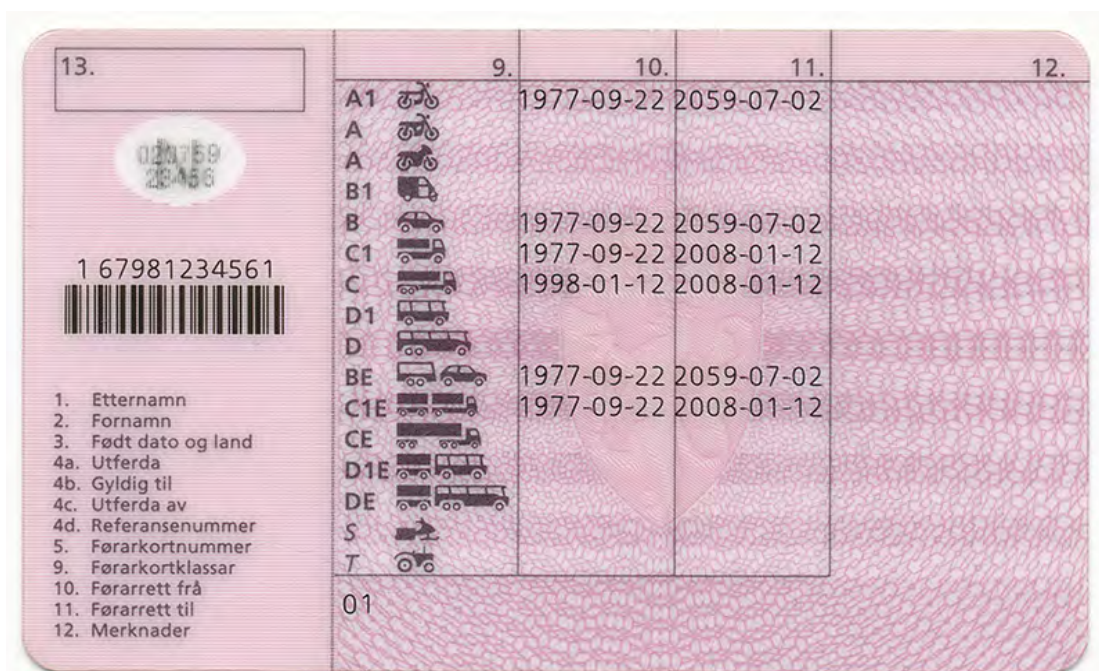 13.
020759
23456
1 67981234561
1. Etternamn
2. Fornamn
3. Født dato og land
4a. Utferda
4b. Gyldig til
4c. Utferda av
4d. Referansenummer
5. Førarkortnummer
9. Førarkortklassar
10. Førarrett frå
11. Førarrett til
12. Merknader
9. 10. 11. 12.
A1 1977-09-22 2059-07-02
A
A
B1
B 1977-09-22 2059-07-02
C1 1977-09-22 2008-01-12
C 1998-01-12 2008-01-12
D1
D
BE 1977-09-22 2059-07-02
C1E 1977-09-22 2008-01-12
CE
D1E
DE
S
T
01